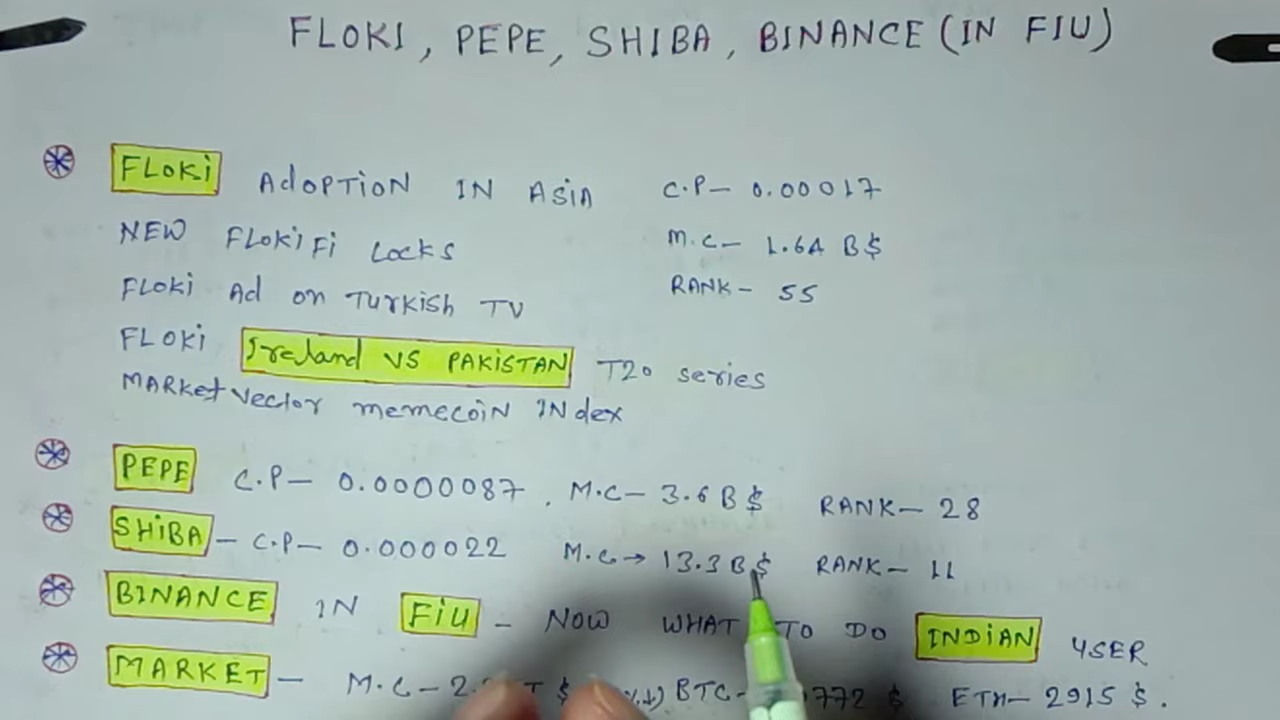 FLOKI, PEPE, SHIBA, BINANCE (IN FIU)
FLOKi AdOPTiON IN ASiA C.P- 0.00017
NEW FLOKiFi LOCKS M.C- 1.64 B$
FLOKi Ad on Turkish TV RANK- 55
FLOKi Ireland VS PAKiSTAN T20 series
MARKet Vector memecoiN INdex
PEPE C.P- 0.0000087, M.C- 3.6 B$ RANK- 28
SHiBA - C.P- 0.000022 M.C→ 13.3 B$ RANK- 11
BINANCE IN FiU - NOW WHAT TO DO INDiAN USER
MARKET - M.C- 2. T $ BTC- 772 $ ETH- 2915 $.